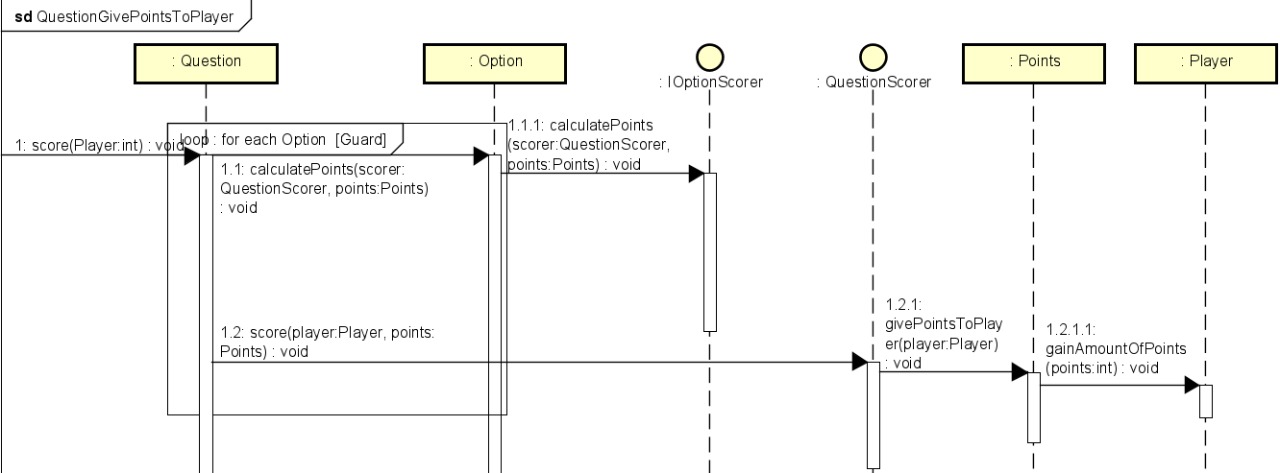 sd QuestionGivePointsToPlayer
: Question
: Option
: IOptionScorer
: QuestionScorer
: Points
: Player
loop : for each Option [Guard]
1: score(Player:int) : void
1.1: calculatePoints(scorer:
QuestionScorer, points:Points)
: void
1.1.1: calculatePoints
(scorer:QuestionScorer,
points:Points) : void
1.2: score(player:Player, points:
Points) : void
1.2.1:
givePointsToPlay
er(player:Player)
: void
1.2.1.1:
gainAmountOfPoints
(points:int) : void